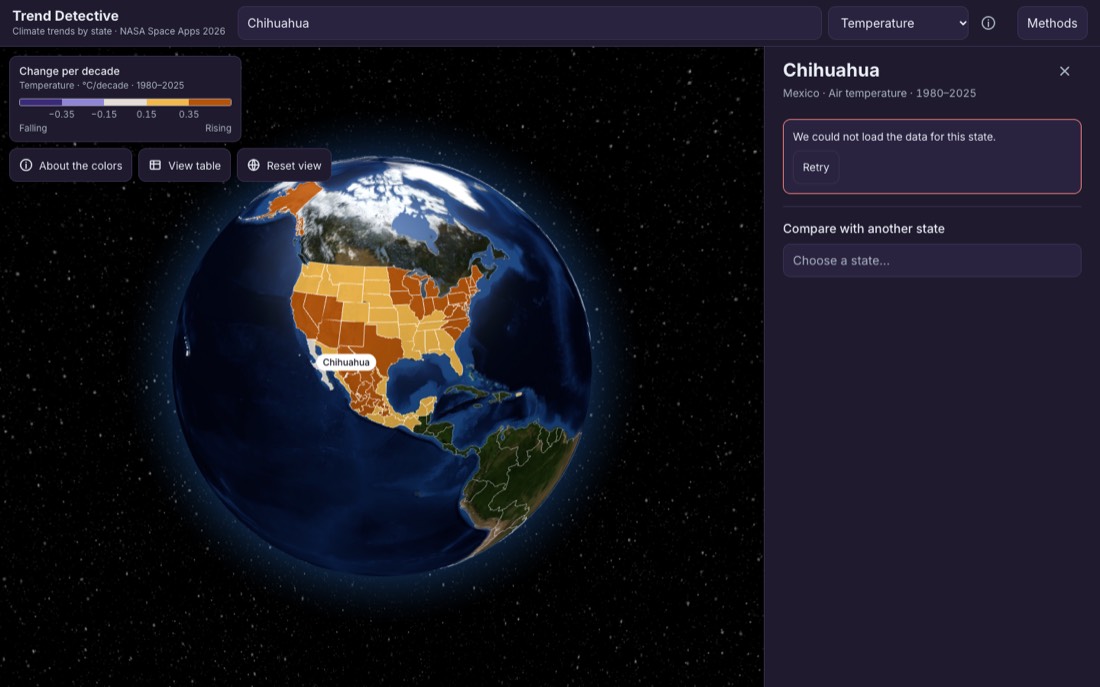 Trend Detective
Climate trends by state · NASA Space Apps 2026
Chihuahua
Temperature
Methods
Change per decade
Temperature · °C/decade · 1980–2025
−0.35 −0.15 0.15 0.35
Falling Rising
About the colors
View table
Reset view
Chihuahua
Chihuahua
Mexico · Air temperature · 1980–2025
We could not load the data for this state.
Retry
Compare with another state
Choose a state...